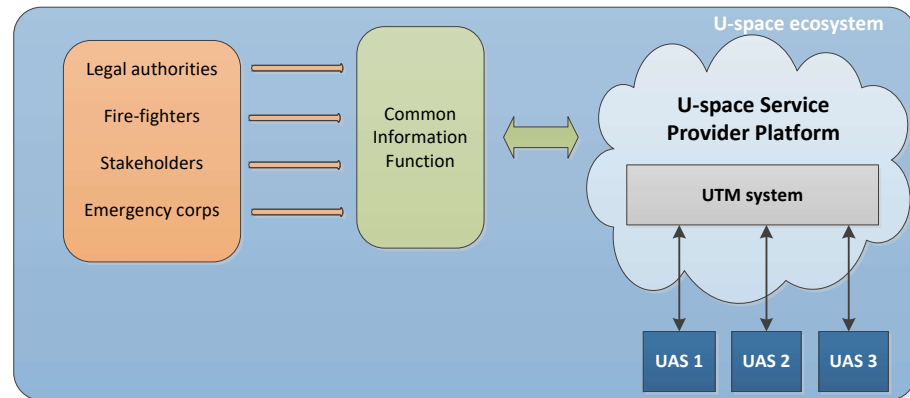 U-space ecosystem
Legal authorities
Fire-fighters
Stakeholders
Emergency corps
Common
Information
Function
U-space Service
Provider Platform
UTM system
UAS 1
UAS 2
UAS 3